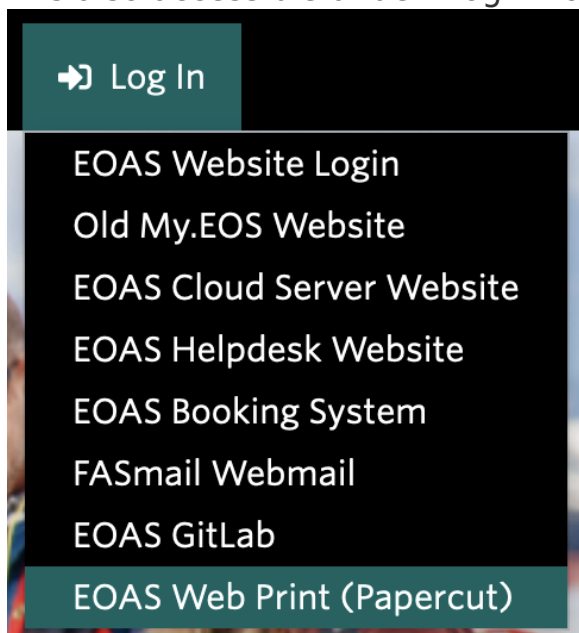 Log In
EOAS Website Login
Old My.EOS Website
EOAS Cloud Server Website
EOAS Helpdesk Website
EOAS Booking System
FASmail Webmail
EOAS GitLab
EOAS Web Print (Papercut)